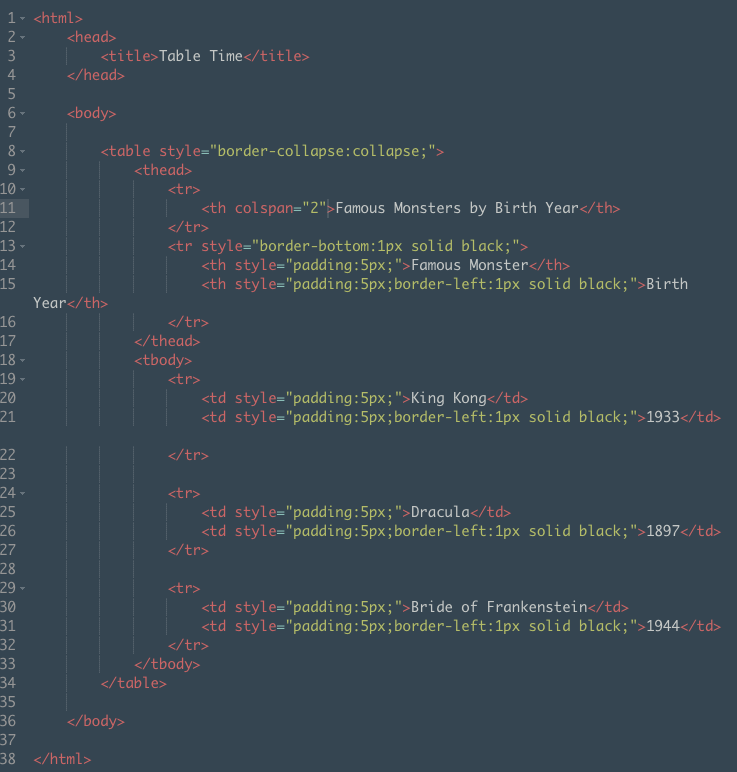 1 <html>
2 <head>
3 <title>Table Time</title>
4 </head>
5
6 <body>
7
8 <table style="border-collapse:collapse;">
9 <thead>
10 <tr>
11 <th colspan="2">Famous Monsters by Birth Year</th>
12 </tr>
13 <tr style="border-bottom:1px solid black;">
14 <th style="padding:5px;">Famous Monster</th>
15 <th style="padding:5px;border-left:1px solid black;">Birth
Year</th>
16 </tr>
17 </thead>
18 <tbody>
19 <tr>
20 <td style="padding:5px;">King Kong</td>
21 <td style="padding:5px;border-left:1px solid black;">1933</td>
22 </tr>
23
24 <tr>
25 <td style="padding:5px;">Dracula</td>
26 <td style="padding:5px;border-left:1px solid black;">1897</td>
27 </tr>
28
29 <tr>
30 <td style="padding:5px;">Bride of Frankenstein</td>
31 <td style="padding:5px;border-left:1px solid black;">1944</td>
32 </tr>
33 </tbody>
34 </table>
35
36 </body>
37
38 </html>